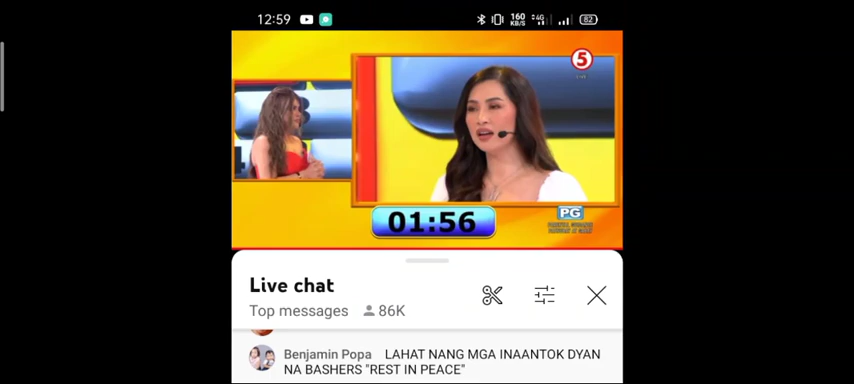 12:59
160
KB/S
4G
82
5
01:56
PG
Live chat
Top messages 86K
Benjamin Popa LAHAT NANG MGA INAANTOK DYAN
NA BASHERS "REST IN PEACE"